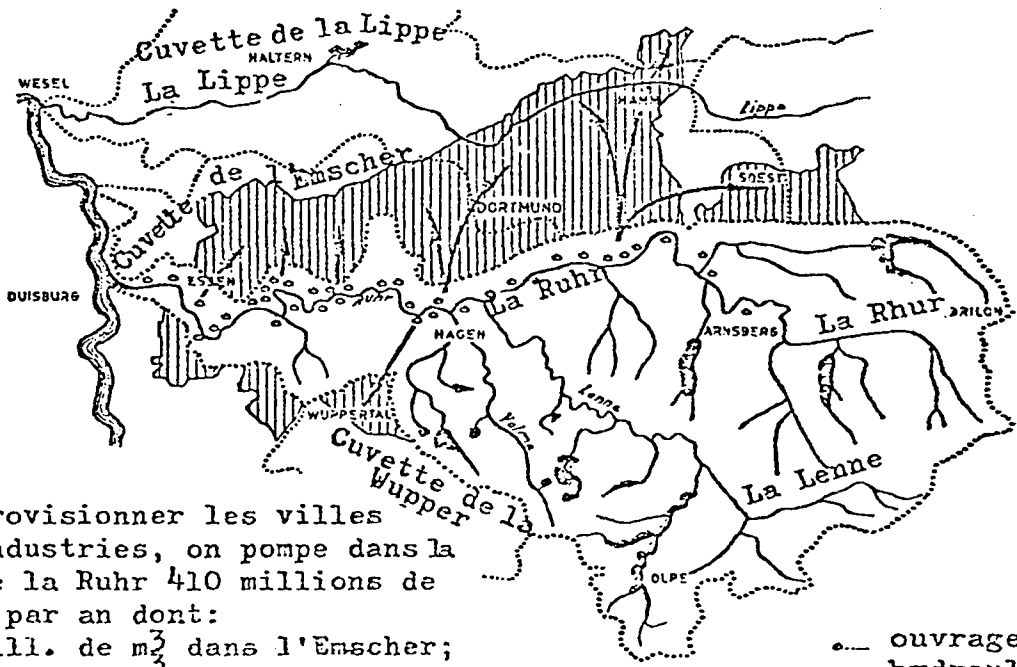 Cuvette de la Lippe
HALTERN
WESEL
La Lippe
HAMM
Lippe
Cuvette de l'Emscher
SOEST
DORTMUND
ESSEN
DUISBURG
RUHR
La Ruhr
HAGEN
ARNSBERG
La Rhur
BRILON
WUPPERTAL
Volme
Lenne
Cuvette de la
Wupper
La Lenne
OLPE
rovisionner les villes
ndustries, on pompe dans la
e la Ruhr 410 millions de
par an dont:
ll. de m3 dans l'Emscher;
ouvrage